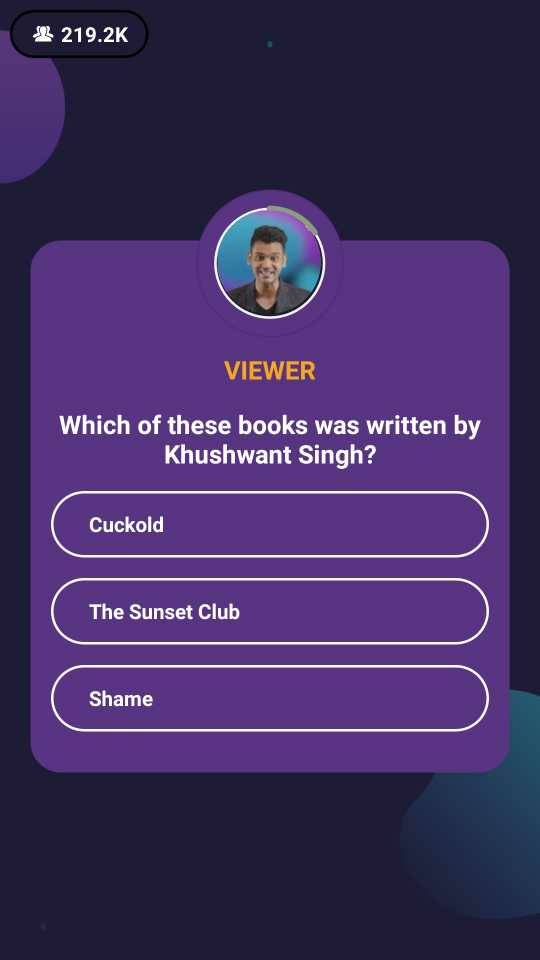 219.2K
VIEWER
Which of these books was written by
Khushwant Singh?
Cuckold
The Sunset Club
Shame